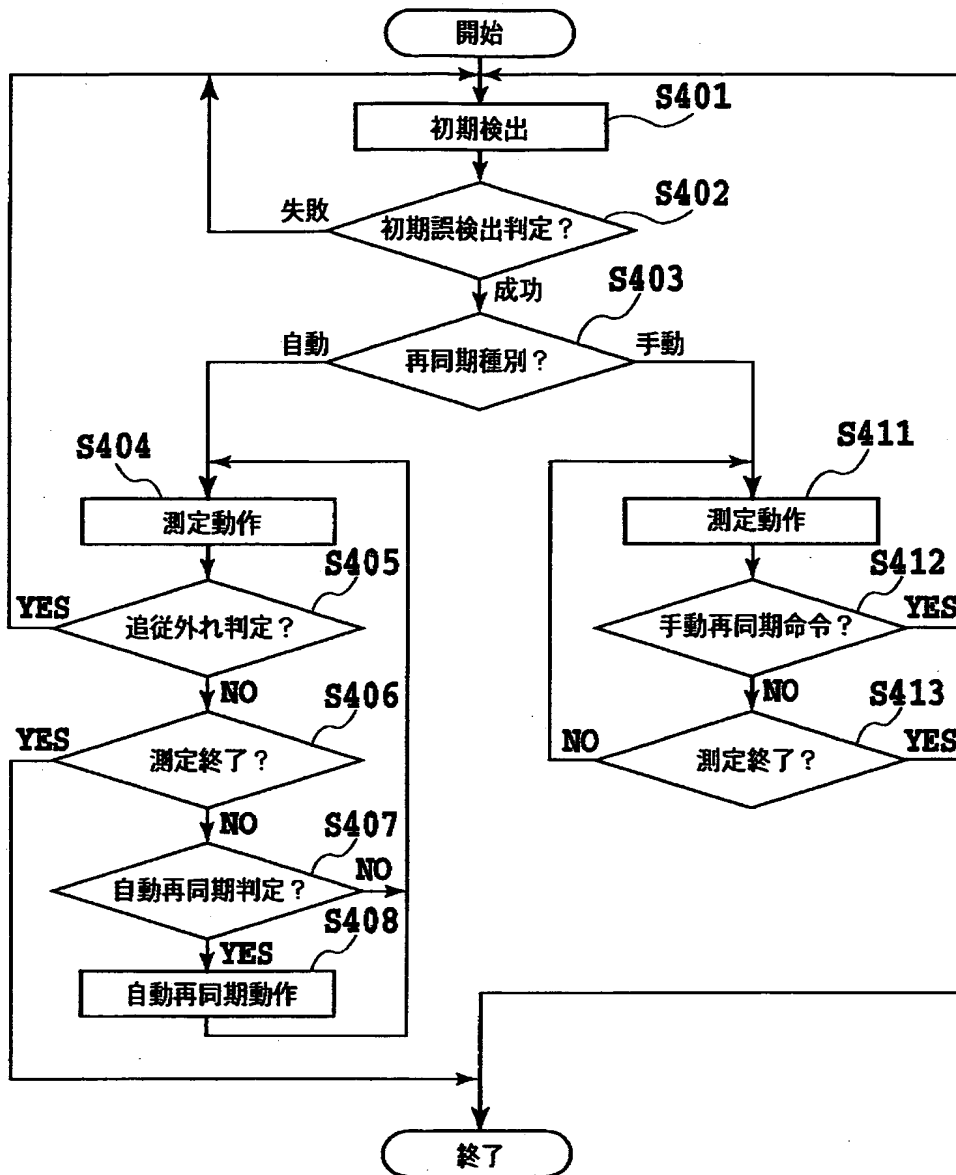 開始
S401
初期検出
S402
失敗
初期誤検出判定?
成功
S403
自動
再同期種別?
手動
S404
測定動作
S405
YES
追従外れ判定?
NO
S406
YES
測定終了?
NO
S407
自動再同期判定?
NO
S408
YES
自動再同期動作
S411
測定動作
S412
手動再同期命令?
YES
NO
S413
NO
測定終了?
YES
終了